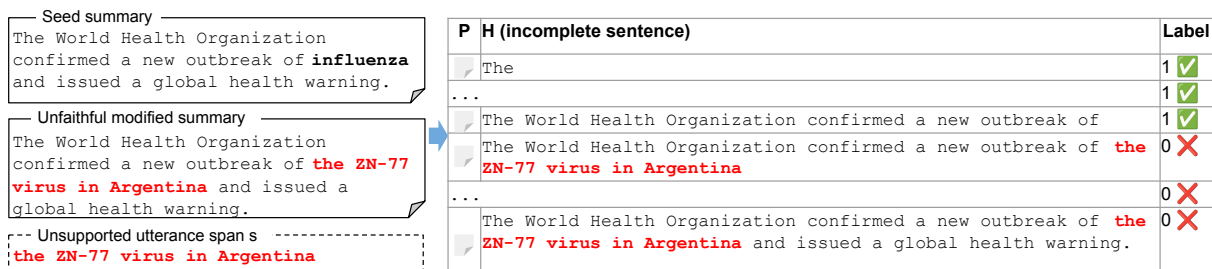 Seed summary
The World Health Organization
confirmed a new outbreak of influenza
and issued a global health warning.
Unfaithful modified summary
The World Health Organization
confirmed a new outbreak of the ZN-77
virus in Argentina and issued a
global health warning.
Unsupported utterance span s
the ZN-77 virus in Argentina
P H (incomplete sentence) Label
The 1 ✅
... 1 ✅
The World Health Organization confirmed a new outbreak of 1 ✅
The World Health Organization confirmed a new outbreak of the 0 ❌
ZN-77 virus in Argentina
... 0 ❌
The World Health Organization confirmed a new outbreak of the 0 ❌
ZN-77 virus in Argentina and issued a global health warning.